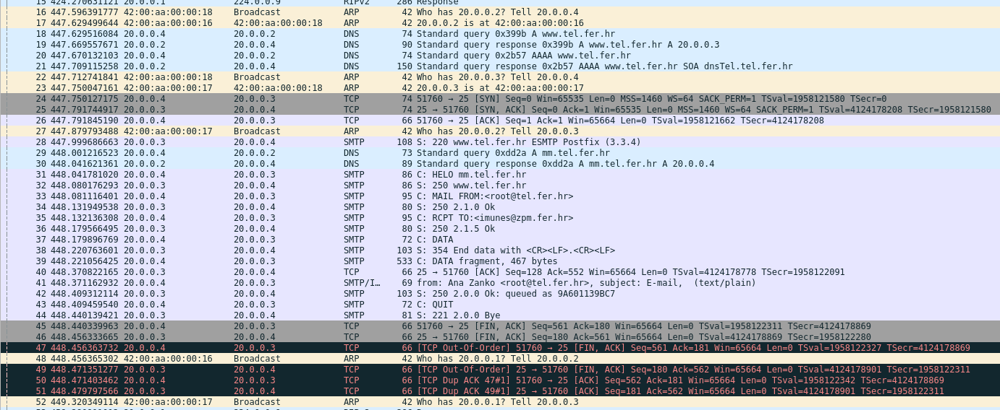 15 424.270631121 20.0.0.1 224.0.0.9 RIPv2 286 Response
16 447.596391777 42:00:aa:00:00:18 Broadcast ARP 42 Who has 20.0.0.2? Tell 20.0.0.4
17 447.629499644 42:00:aa:00:00:16 42:00:aa:00:00:18 ARP 42 20.0.0.2 is at 42:00:aa:00:00:16
18 447.629516084 20.0.0.4 20.0.0.2 DNS 74 Standard query 0x399b A www.tel.fer.hr
19 447.669557671 20.0.0.2 20.0.0.4 DNS 90 Standard query response 0x399b A www.tel.fer.hr A 20.0.0.3
20 447.670132103 20.0.0.4 20.0.0.2 DNS 74 Standard query 0x2b57 AAAA www.tel.fer.hr
21 447.709115258 20.0.0.2 20.0.0.4 DNS 150 Standard query response 0x2b57 AAAA www.tel.fer.hr SOA dnsTel.tel.fer.hr
22 447.712741841 42:00:aa:00:00:18 Broadcast ARP 42 Who has 20.0.0.3? Tell 20.0.0.4
23 447.750047161 42:00:aa:00:00:17 42:00:aa:00:00:18 ARP 42 20.0.0.3 is at 42:00:aa:00:00:17
24 447.750127175 20.0.0.4 20.0.0.3 TCP 74 51760 → 25 [SYN] Seq=0 Win=65535 Len=0 MSS=1460 WS=64 SACK_PERM=1 TSval=1958121580 TSecr=0
25 447.791744917 20.0.0.3 20.0.0.4 TCP 74 25 → 51760 [SYN, ACK] Seq=0 Ack=1 Win=65535 Len=0 MSS=1460 WS=64 SACK_PERM=1 TSval=4124178208 TSecr=1958121580
26 447.791845190 20.0.0.4 20.0.0.3 TCP 66 51760 → 25 [ACK] Seq=1 Ack=1 Win=65664 Len=0 TSval=1958121662 TSecr=4124178208
27 447.879793488 42:00:aa:00:00:17 Broadcast ARP 42 Who has 20.0.0.2? Tell 20.0.0.3
28 447.999686663 20.0.0.3 20.0.0.4 SMTP 108 S: 220 www.tel.fer.hr ESMTP Postfix (3.3.4)
29 448.001216523 20.0.0.4 20.0.0.2 DNS 73 Standard query 0xdd2a A mm.tel.fer.hr
30 448.041621361 20.0.0.2 20.0.0.4 DNS 89 Standard query response 0xdd2a A mm.tel.fer.hr A 20.0.0.4
31 448.041781020 20.0.0.4 20.0.0.3 SMTP 86 C: HELO mm.tel.fer.hr
32 448.080176293 20.0.0.3 20.0.0.4 SMTP 86 S: 250 www.tel.fer.hr
33 448.081116401 20.0.0.4 20.0.0.3 SMTP 95 C: MAIL FROM:<root@tel.fer.hr>
34 448.131949538 20.0.0.3 20.0.0.4 SMTP 80 S: 250 2.1.0 Ok
35 448.132136308 20.0.0.4 20.0.0.3 SMTP 95 C: RCPT TO:<imunes@zpm.fer.hr>
36 448.179566495 20.0.0.3 20.0.0.4 SMTP 80 S: 250 2.1.5 Ok
37 448.179896769 20.0.0.4 20.0.0.3 SMTP 72 C: DATA
38 448.220763601 20.0.0.3 20.0.0.4 SMTP 103 S: 354 End data with <CR><LF>.<CR><LF>
39 448.221056425 20.0.0.4 20.0.0.3 SMTP 533 C: DATA fragment, 467 bytes
40 448.370822165 20.0.0.3 20.0.0.4 TCP 66 25 → 51760 [ACK] Seq=128 Ack=552 Win=65664 Len=0 TSval=4124178778 TSecr=1958122091
41 448.371162932 20.0.0.4 20.0.0.3 SMTP/I… 69 from: Ana Zanko <root@tel.fer.hr>, subject: E-mail,  (text/plain)
42 448.409312114 20.0.0.3 20.0.0.4 SMTP 103 S: 250 2.0.0 Ok: queued as 9A601139BC7
43 448.409459540 20.0.0.4 20.0.0.3 SMTP 72 C: QUIT
44 448.440139421 20.0.0.3 20.0.0.4 SMTP 81 S: 221 2.0.0 Bye
45 448.440339963 20.0.0.4 20.0.0.3 TCP 66 51760 → 25 [FIN, ACK] Seq=561 Ack=180 Win=65664 Len=0 TSval=1958122311 TSecr=4124178869
46 448.456333665 20.0.0.3 20.0.0.4 TCP 66 25 → 51760 [FIN, ACK] Seq=180 Ack=561 Win=65664 Len=0 TSval=4124178869 TSecr=1958122280
47 448.456363732 20.0.0.4 20.0.0.3 TCP 66 [TCP Out-Of-Order] 51760 → 25 [FIN, ACK] Seq=561 Ack=181 Win=65664 Len=0 TSval=1958122327 TSecr=4124178869
48 448.456365302 42:00:aa:00:00:16 Broadcast ARP 42 Who has 20.0.0.1? Tell 20.0.0.2
49 448.471351277 20.0.0.3 20.0.0.4 TCP 66 [TCP Out-Of-Order] 25 → 51760 [FIN, ACK] Seq=180 Ack=562 Win=65664 Len=0 TSval=4124178901 TSecr=1958122311
50 448.471403462 20.0.0.4 20.0.0.3 TCP 66 [TCP Dup ACK 47#1] 51760 → 25 [ACK] Seq=562 Ack=181 Win=65664 Len=0 TSval=1958122342 TSecr=4124178869
51 448.479797566 20.0.0.3 20.0.0.4 TCP 66 [TCP Dup ACK 49#1] 25 → 51760 [ACK] Seq=181 Ack=562 Win=65664 Len=0 TSval=4124178901 TSecr=1958122311
52 449.320349114 42:00:aa:00:00:17 Broadcast ARP 42 Who has 20.0.0.1? Tell 20.0.0.3